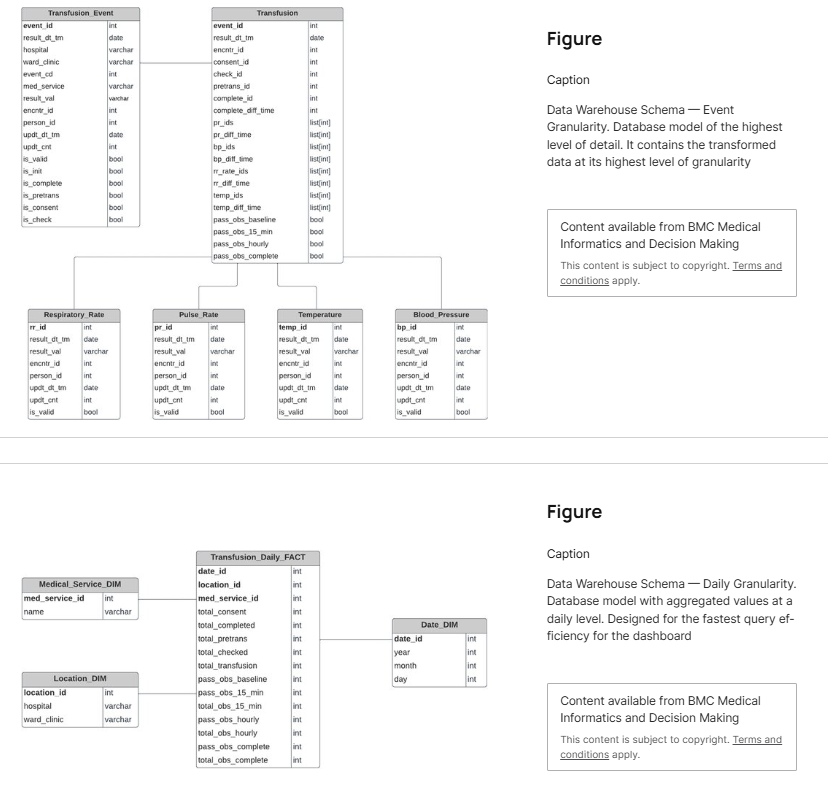 Transfusion_Event
event_id int
result_dt_tm date
hospital varchar
ward_clinic varchar
event_cd int
med_service varchar
result_val varchar
encntr_id int
person_id int
updt_dt_tm date
updt_cnt int
is_valid bool
is_init bool
is_complete bool
is_pretrans bool
is_consent bool
is_check bool
Transfusion
event_id int
result_dt_tm date
encntr_id int
consent_id int
check_id int
pretrans_id int
complete_id int
complete_diff_time int
pr_ids list[int]
pr_diff_time list[int]
bp_ids list[int]
bp_diff_time list[int]
rr_rate_ids list[int]
rr_diff_time list[int]
temp_ids list[int]
temp_diff_time list[int]
pass_obs_baseline bool
pass_obs_15_min bool
pass_obs_hourly bool
pass_obs_complete bool
Respiratory_Rate
rr_id int
result_dt_tm date
result_val varchar
encntr_id int
person_id int
updt_dt_tm date
updt_cnt int
is_valid bool
Pulse_Rate
pr_id int
result_dt_tm date
result_val varchar
encntr_id int
person_id int
updt_dt_tm date
updt_cnt int
is_valid bool
Temperature
temp_id int
result_dt_tm date
result_val varchar
encntr_id int
person_id int
updt_dt_tm date
updt_cnt int
is_valid bool
Blood_Pressure
bp_id int
result_dt_tm date
result_val varchar
encntr_id int
person_id int
updt_dt_tm date
updt_cnt int
is_valid bool
Figure
Caption
Data Warehouse Schema — Event
Granularity. Database model of the highest
level of detail. It contains the transformed
data at its highest level of granularity
Content available from BMC Medical
Informatics and Decision Making
This content is subject to copyright. Terms and
conditions apply.
Medical_Service_DIM
med_service_id int
name varchar
Location_DIM
location_id int
hospital varchar
ward_clinic varchar
Transfusion_Daily_FACT
date_id int
location_id int
med_service_id int
total_consent int
total_completed int
total_pretrans int
total_checked int
total_transfusion int
pass_obs_baseline int
pass_obs_15_min int
total_obs_15_min int
pass_obs_hourly int
total_obs_hourly int
pass_obs_complete int
total_obs_complete int
Date_DIM
date_id int
year int
month int
day int
Figure
Caption
Data Warehouse Schema — Daily Granularity.
Database model with aggregated values at a
daily level. Designed for the fastest query ef-
ficiency for the dashboard
Content available from BMC Medical
Informatics and Decision Making
This content is subject to copyright. Terms and
conditions apply.